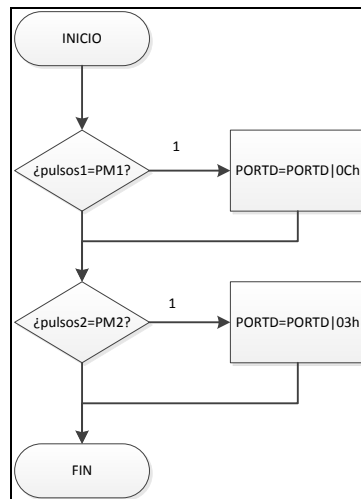 INICIO
1
¿pulsos1=PM1?
PORTD=PORTD|0Ch
1
¿pulsos2=PM2?
PORTD=PORTD|03h
FIN